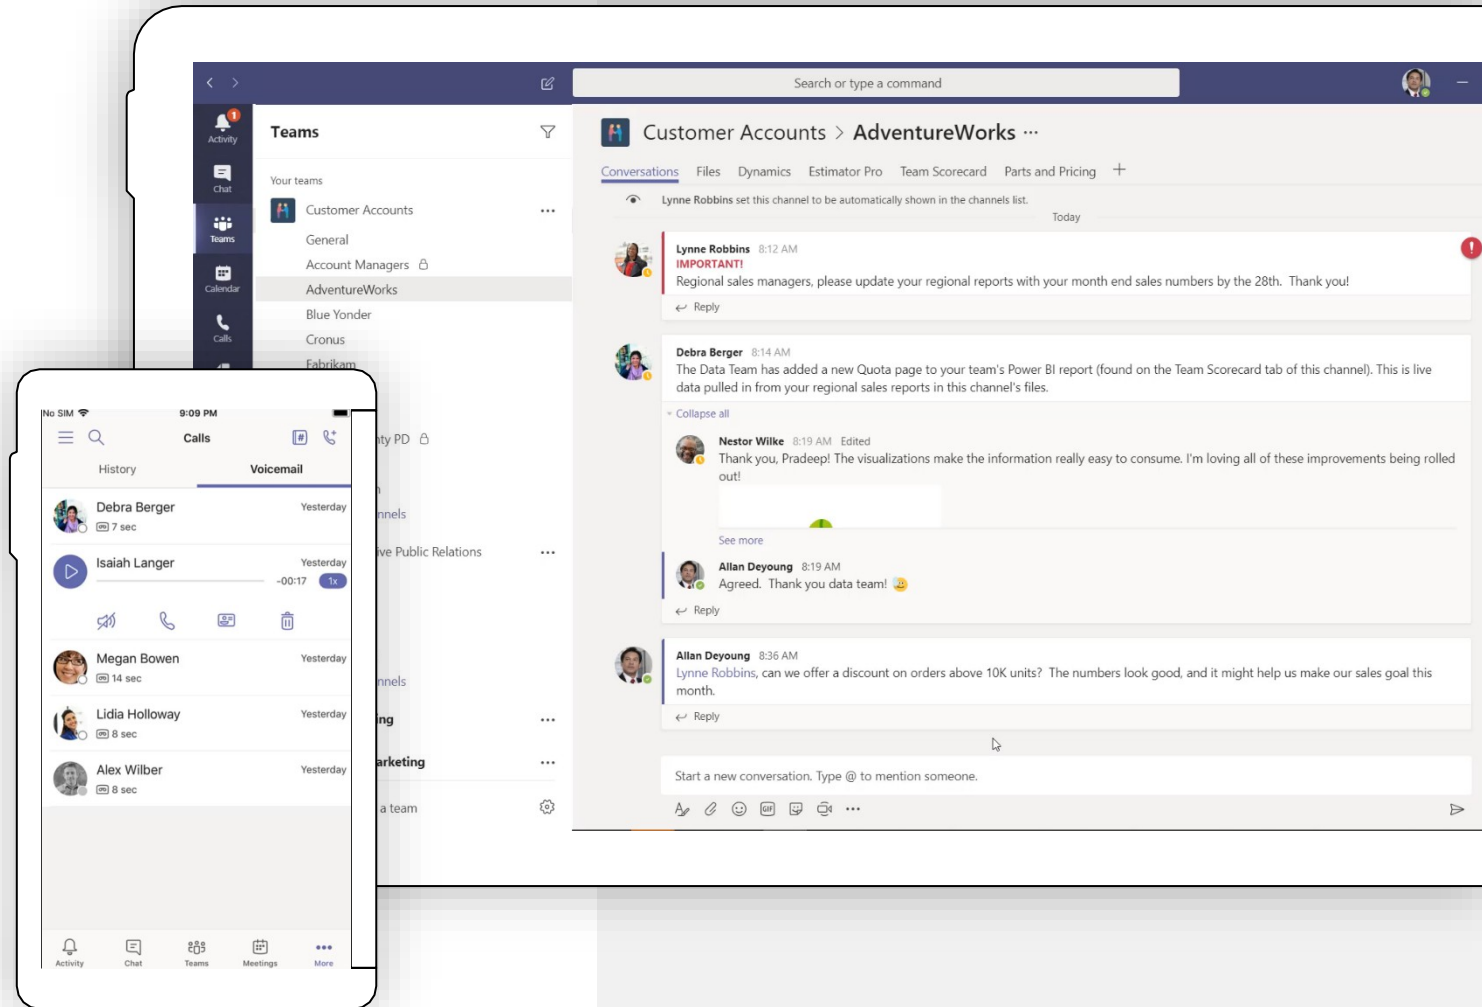 Search or type a command
1
Activity
Chat
Teams
Calendar
Calls
Teams
Your teams
Customer Accounts
General
Account Managers
AdventureWorks
Blue Yonder
Cronus
Fabrikam
nty PD
nnels
ive Public Relations
nnels
ing
arketing
a team
Customer Accounts > AdventureWorks ...
Conversations Files Dynamics Estimator Pro Team Scorecard Parts and Pricing +
Lynne Robbins set this channel to be automatically shown in the channels list.
Today
Lynne Robbins 8:12 AM
IMPORTANT!
Regional sales managers, please update your regional reports with your month end sales numbers by the 28th. Thank you!
Reply
Debra Berger 8:14 AM
The Data Team has added a new Quota page to your team's Power BI report (found on the Team Scorecard tab of this channel). This is live
data pulled in from your regional sales reports in this channel's files.
Collapse all
Nestor Wilke 8:19 AM Edited
Thank you, Pradeep! The visualizations make the information really easy to consume. I'm loving all of these improvements being rolled
out!
See more
Allan Deyoung 8:19 AM
Agreed. Thank you data team!
Reply
Allan Deyoung 8:36 AM
Lynne Robbins, can we offer a discount on orders above 10K units? The numbers look good, and it might help us make our sales goal this
month.
Reply
Start a new conversation. Type @ to mention someone.
GIF
No SIM 9:09 PM
Calls
#
History Voicemail
Debra Berger Yesterday
7 sec
Isaiah Langer Yesterday
-00:17 1x
Megan Bowen Yesterday
14 sec
Lidia Holloway Yesterday
8 sec
Alex Wilber Yesterday
8 sec
Activity Chat Teams Meetings More